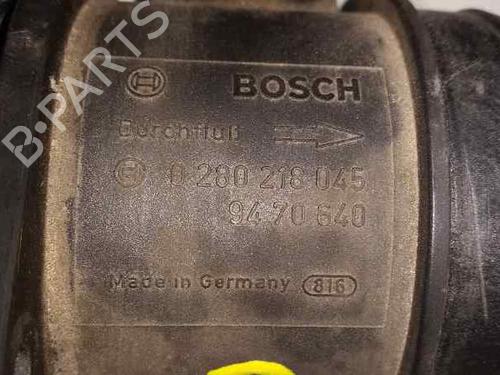 BOSCH
Durchfluß
0 280 218 045
94 70 640
Made in Germany 816
B-PARTS